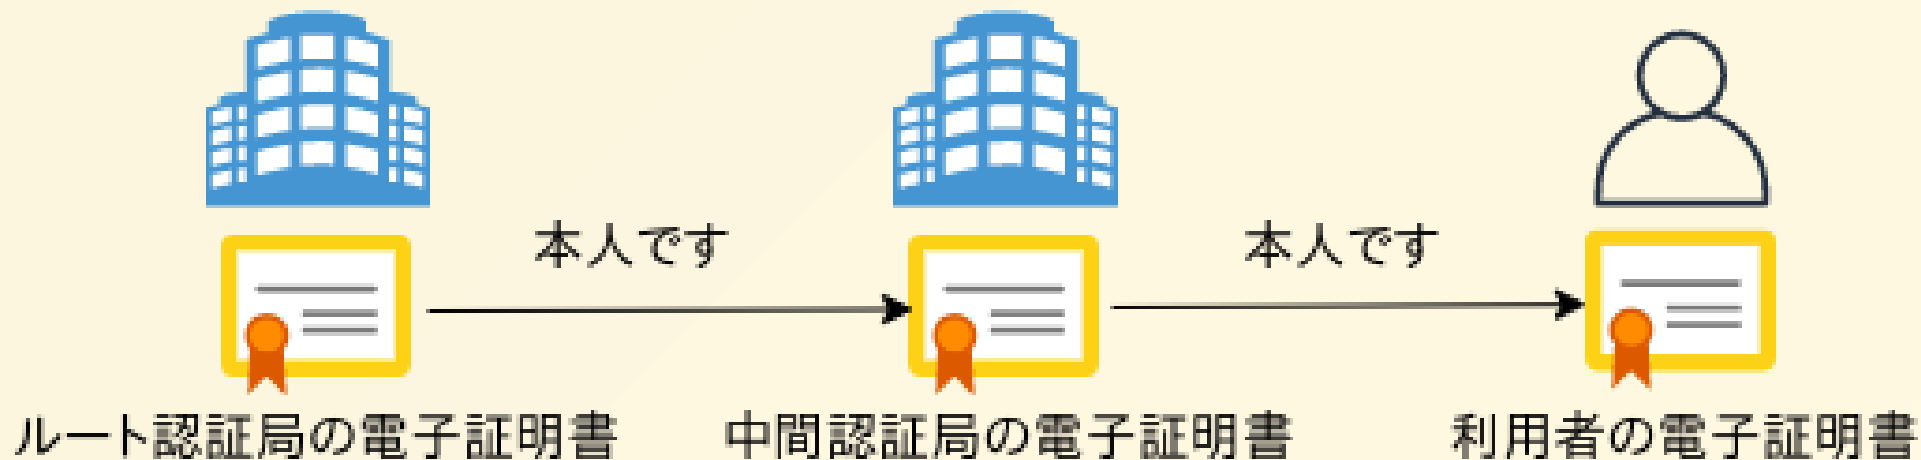 本人です
本人です
ルート認証局の電子証明書
中間認証局の電子証明書
利用者の電子証明書